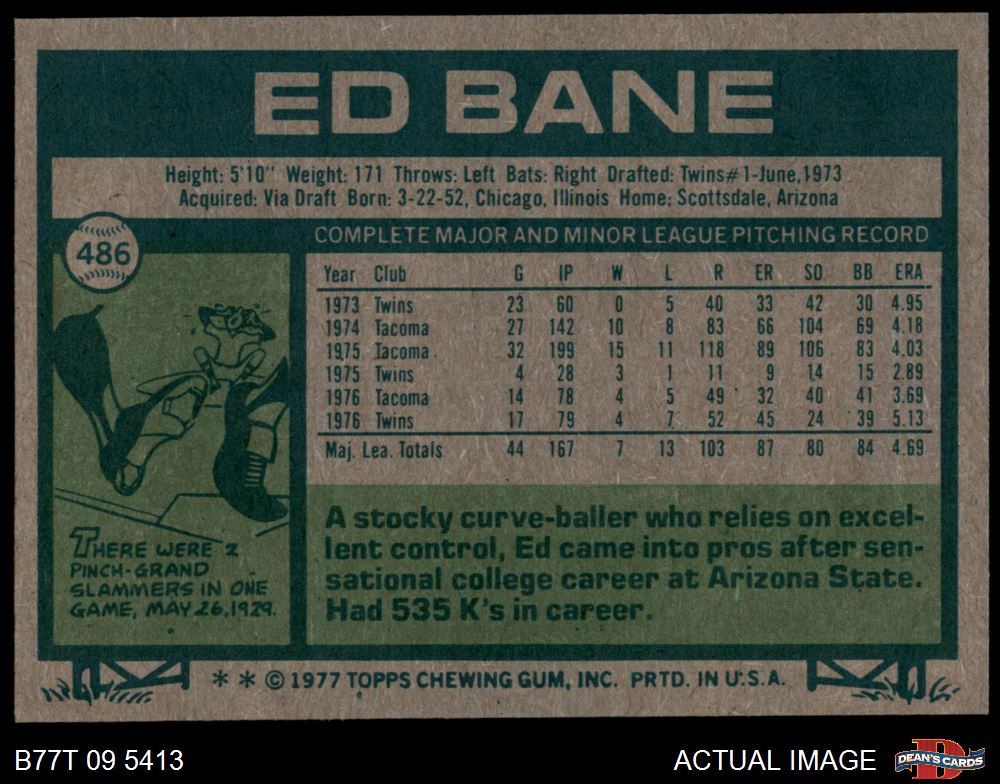 ED BANE
Height: 5'10" Weight: 171 Throws: Left Bats: Right Drafted: Twins#1-June,1973
Acquired: Via Draft Born: 3-22-52, Chicago, Illinois Home: Scottsdale, Arizona
486
COMPLETE MAJOR AND MINOR LEAGUE PITCHING RECORD
Year Club G IP W L R ER SO BB ERA
1973 Twins 23 60 0 5 40 33 42 30 4.95
1974 Tacoma 27 142 10 8 83 66 104 69 4.18
1975 Tacoma 32 199 15 11 118 89 106 83 4.03
1975 Twins 4 28 3 1 11 9 14 15 2.89
1976 Tacoma 14 78 4 5 49 32 40 41 3.69
1976 Twins 17 79 4 7 52 45 24 39 5.13
Maj. Lea. Totals 44 167 7 13 103 87 80 84 4.69
THERE WERE 2
PINCH-GRAND
SLAMMERS IN ONE
GAME, MAY 26, 1929.
A stocky curve-baller who relies on excel-
lent control, Ed came into pros after sen-
sational college career at Arizona State.
Had 535 K's in career.
* * © 1977 TOPPS CHEWING GUM, INC. PRTD. IN U.S.A.
B77T 09 5413
ACTUAL IMAGE
DEAN'S CARDS